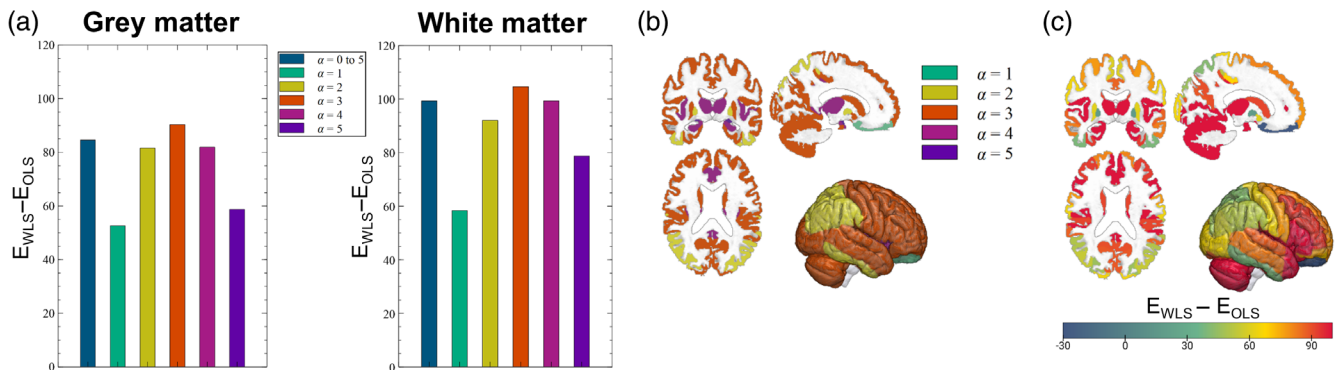 (a)
Grey matter
E_WLS–E_OLS
120
100
80
60
40
20
0
α = 0 to 5
α = 1
α = 2
α = 3
α = 4
α = 5
White matter
E_WLS–E_OLS
120
100
80
60
40
20
0
(b)
α = 1
α = 2
α = 3
α = 4
α = 5
(c)
E_WLS – E_OLS
-30 0 30 60 90